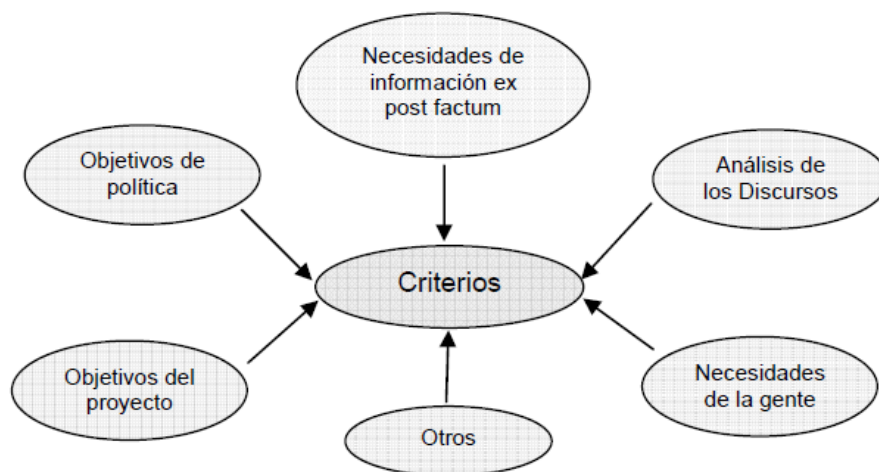 Necesidades de
información ex
post factum
Objetivos de
política
Análisis de
los Discursos
Criterios
Objetivos del
proyecto
Necesidades
de la gente
Otros